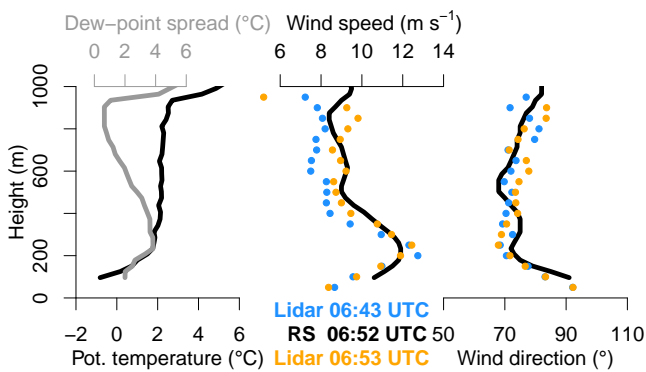 Dew−point spread (°C)
Wind speed (m s−1)
0 2 4 6
6 8 10 12 14
Height (m)
1000
600
200
0
Lidar 06:43 UTC
RS 06:52 UTC
Lidar 06:53 UTC
−2 0 2 4 6
50 70 90 110
Pot. temperature (°C)
Wind direction (°)